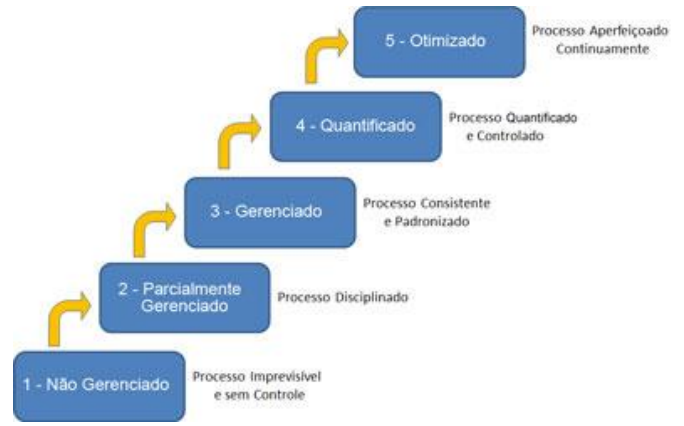 5 - Otimizado
Processo Aperfeiçoado
Continuamente
4 - Quantificado
Processo Quantificado
e Controlado
3 - Gerenciado
Processo Consistente
e Padronizado
2 - Parcialmente
Gerenciado
Processo Disciplinado
1 - Não Gerenciado
Processo Imprevisível
e sem Controle